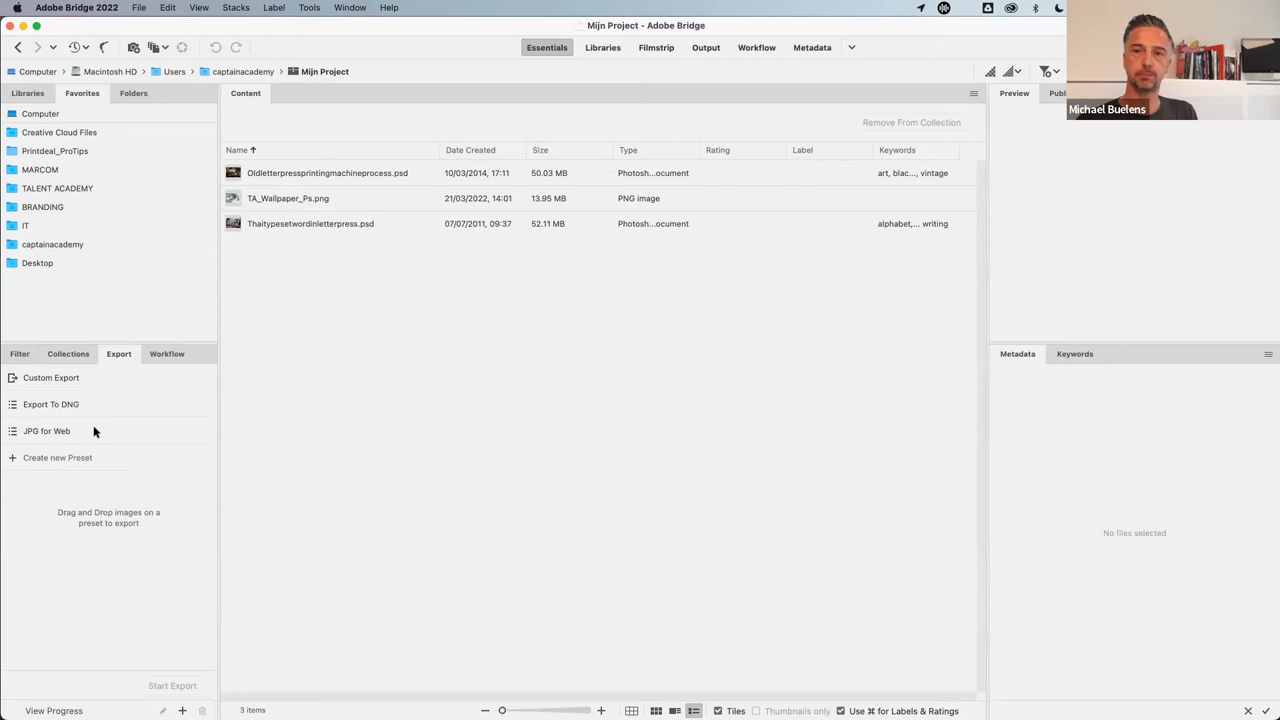 Adobe Bridge 2022 File Edit View Stacks Label Tools Window Help
Mijn Project - Adobe Bridge
Essentials Libraries Filmstrip Output Workflow Metadata
Computer Macintosh HD Users captainacademy Mijn Project
Michael Buelens
Libraries Favorites Folders
Content
Preview Publ
Computer
Creative Cloud Files
Printdeal_ProTips
MARCOM
TALENT ACADEMY
BRANDING
IT
captainacademy
Desktop
Remove From Collection
Name Date Created Size Type Rating Label Keywords
Oldletterpressprintingmachineprocess.psd 10/03/2014, 17:11 50.03 MB Photosh...ocument art, blac..., vintage
TA_Wallpaper_Ps.png 21/03/2022, 14:01 13.95 MB PNG image
Thaitypesetwordinletterpress.psd 07/07/2011, 09:37 52.11 MB Photosh...ocument alphabet,... writing
Filter Collections Export Workflow
Custom Export
Export To DNG
JPG for Web
Create new Preset
Drag and Drop images on a
preset to export
Start Export
View Progress
Metadata Keywords
No files selected
3 items
Tiles Thumbnails only Use ⌘ for Labels & Ratings